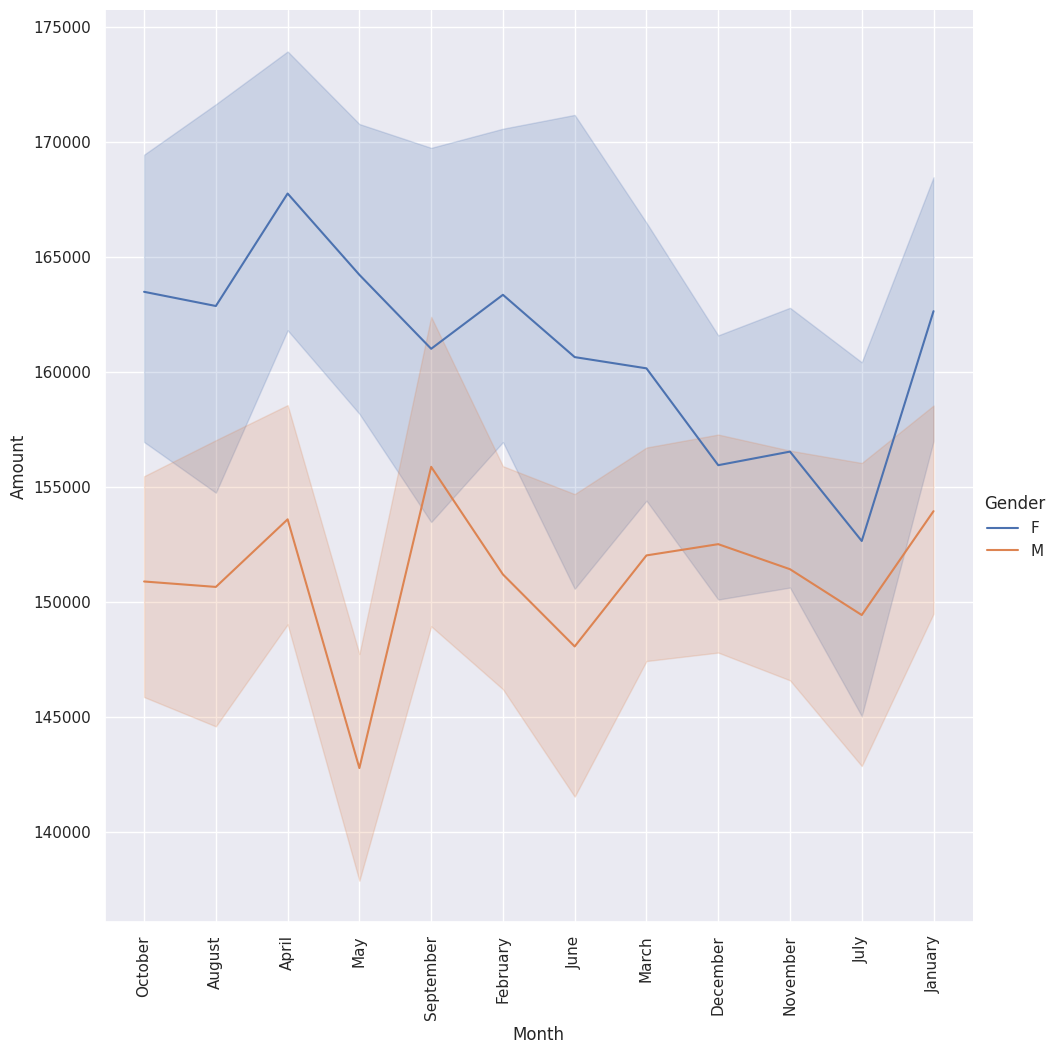 175000
170000
165000
160000
155000
150000
145000
140000
Amount
October
August
April
May
September
February
June
March
December
November
July
January
Month
Gender
F
M